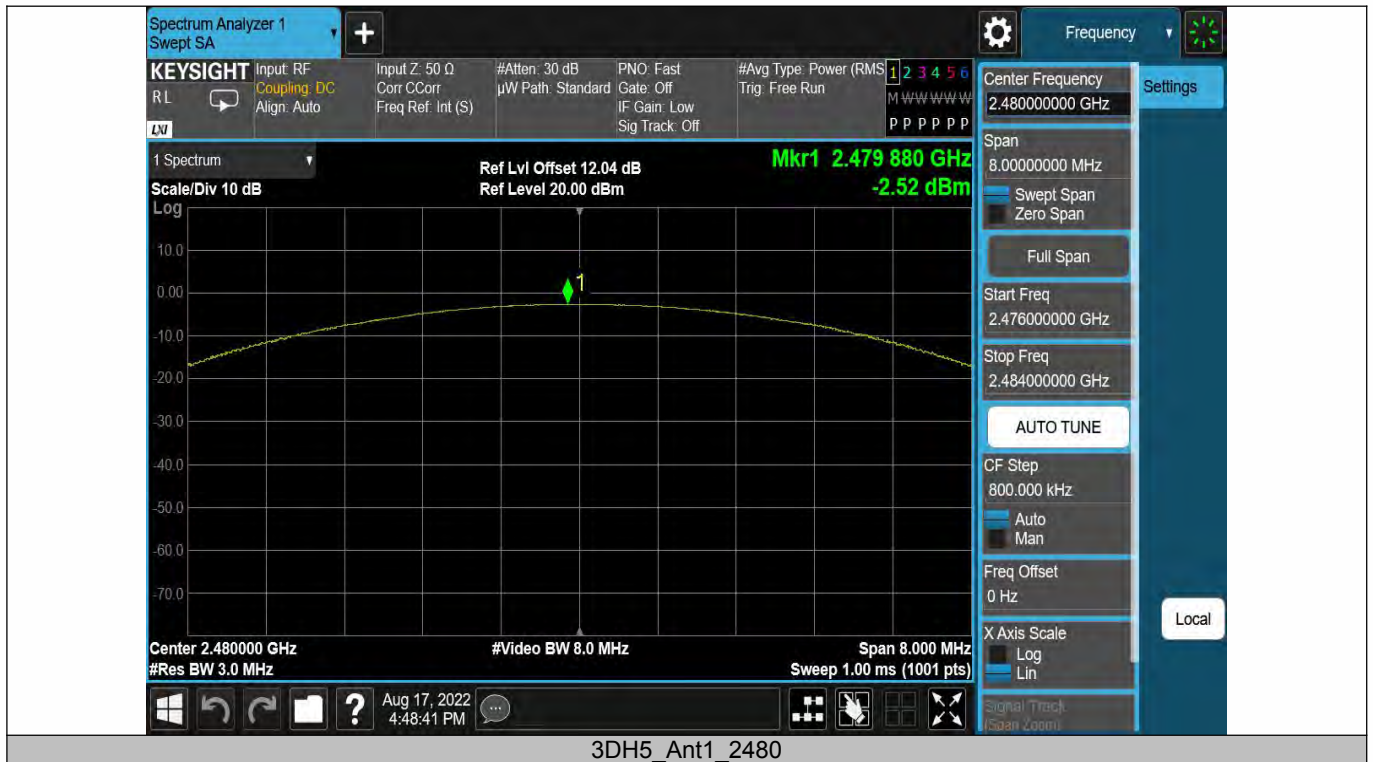 Spectrum Analyzer 1
Swept SA
Frequency
KEYSIGHT
RL
LXI
Input: RF
Coupling: DC
Align: Auto
Input Z: 50 Ω
Corr CCorr
Freq Ref: Int (S)
#Atten: 30 dB
µW Path: Standard
PNO: Fast
Gate: Off
IF Gain: Low
Sig Track: Off
#Avg Type: Power (RMS
Trig: Free Run
1 2 3 4 5 6
M W W W W W
P P P P P P
1 Spectrum
Scale/Div 10 dB
Log
Ref Lvl Offset 12.04 dB
Ref Level 20.00 dBm
Mkr1 2.479 880 GHz
-2.52 dBm
10.0
0.00
-10.0
-20.0
-30.0
-40.0
-50.0
-60.0
-70.0
1
Center 2.480000 GHz
#Res BW 3.0 MHz
#Video BW 8.0 MHz
Span 8.000 MHz
Sweep 1.00 ms (1001 pts)
Center Frequency
2.480000000 GHz
Settings
Span
8.00000000 MHz
Swept Span
Zero Span
Full Span
Start Freq
2.476000000 GHz
Stop Freq
2.484000000 GHz
AUTO TUNE
CF Step
800.000 kHz
Auto
Man
Freq Offset
0 Hz
X Axis Scale
Log
Lin
Signal Track
(Span Zoom)
Local
?
Aug 17, 2022
4:48:41 PM
3DH5_Ant1_2480